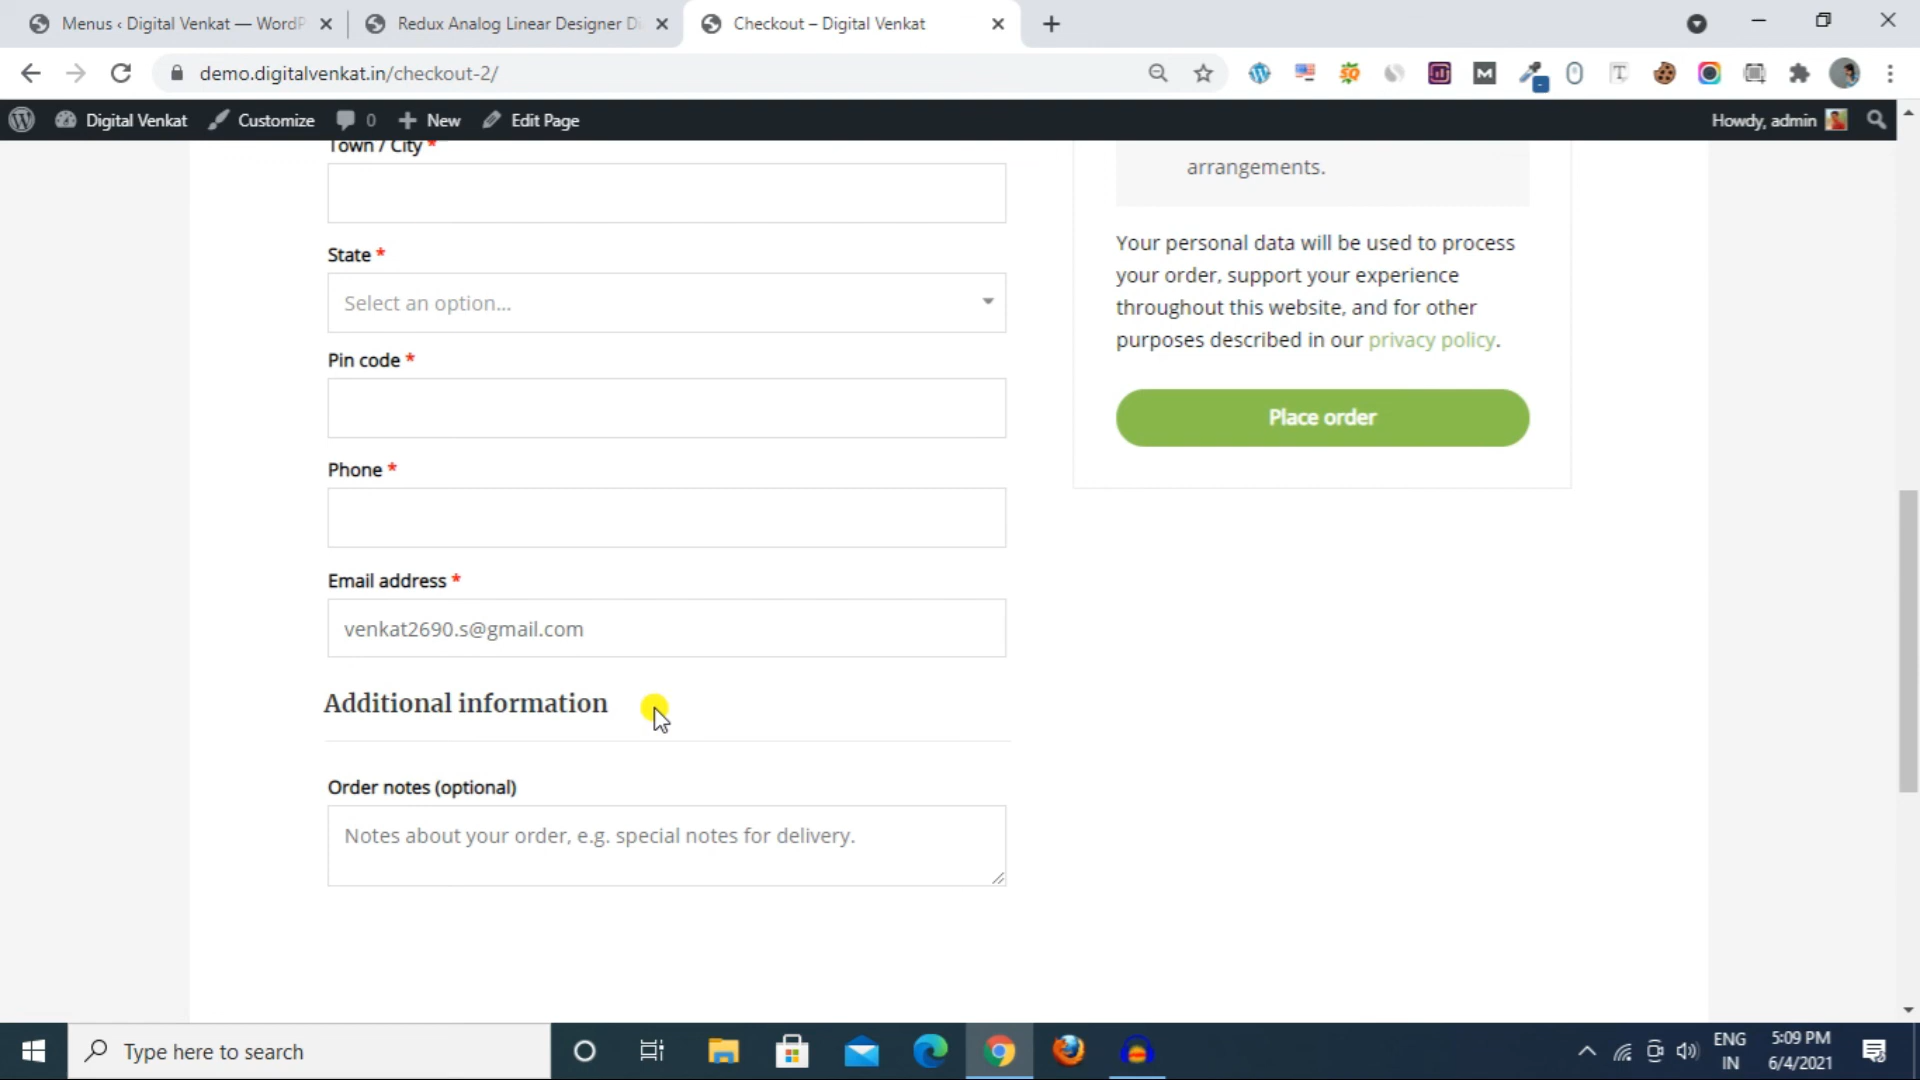 Menus ‹ Digital Venkat — WordP
Redux Analog Linear Designer Di
Checkout – Digital Venkat
demo.digitalvenkat.in/checkout-2/
Digital Venkat
Customize
0
New
Edit Page
Howdy, admin
Town / City *
State *
Select an option...
Pin code *
Phone *
Email address *
venkat2690.s@gmail.com
Additional information
Order notes (optional)
Notes about your order, e.g. special notes for delivery.
arrangements.
Your personal data will be used to process
your order, support your experience
throughout this website, and for other
purposes described in our privacy policy.
Place order
Type here to search
ENG
IN
5:09 PM
6/4/2021